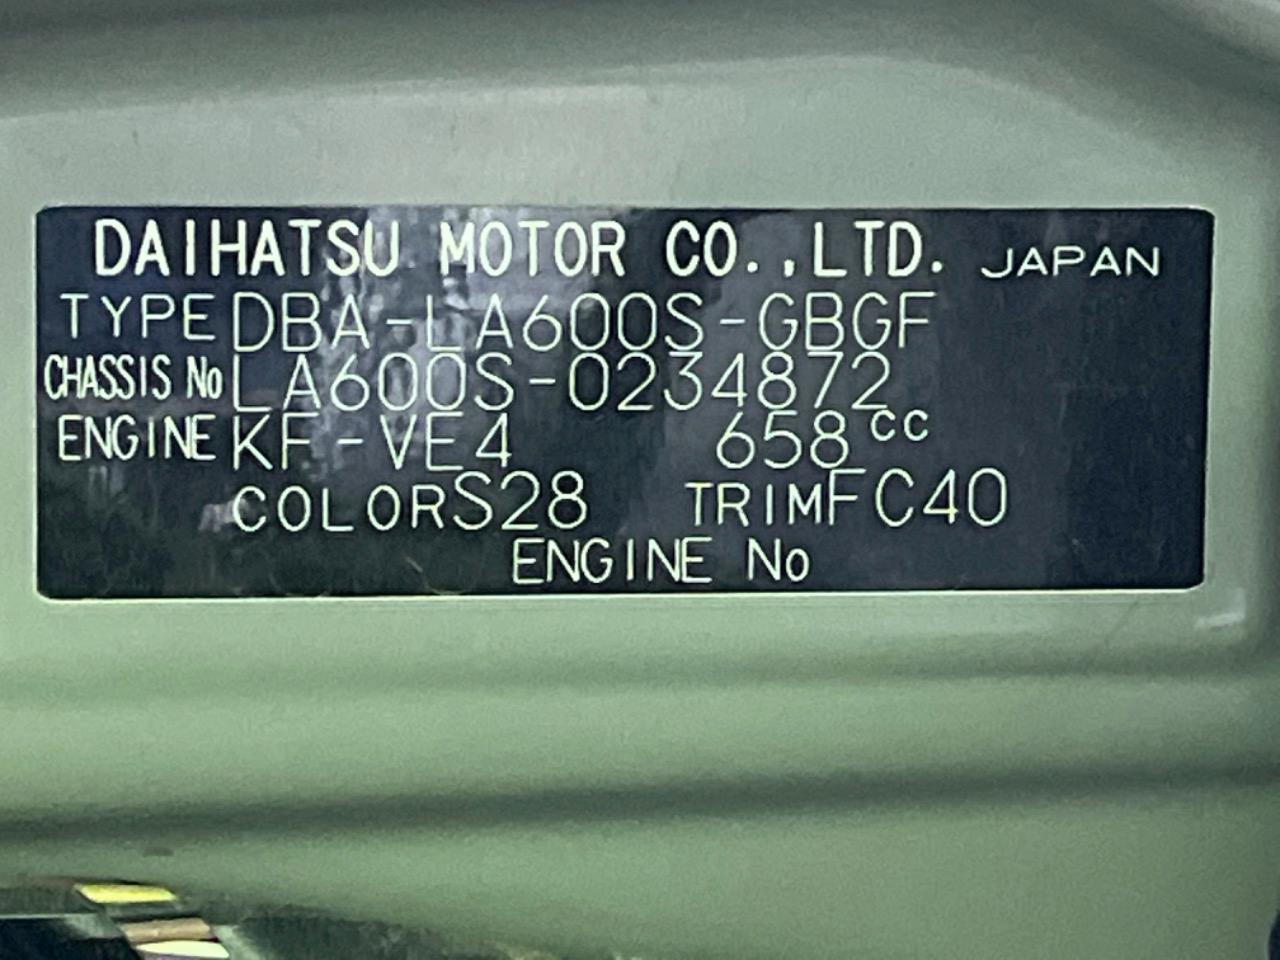 DAIHATSU MOTOR CO.,LTD. JAPAN
TYPE DBA-LA600S-GBGF
CHASSIS No LA600S-0234872
ENGINE KF-VE4 658cc
COLOR S28 TRIM FC40
ENGINE No